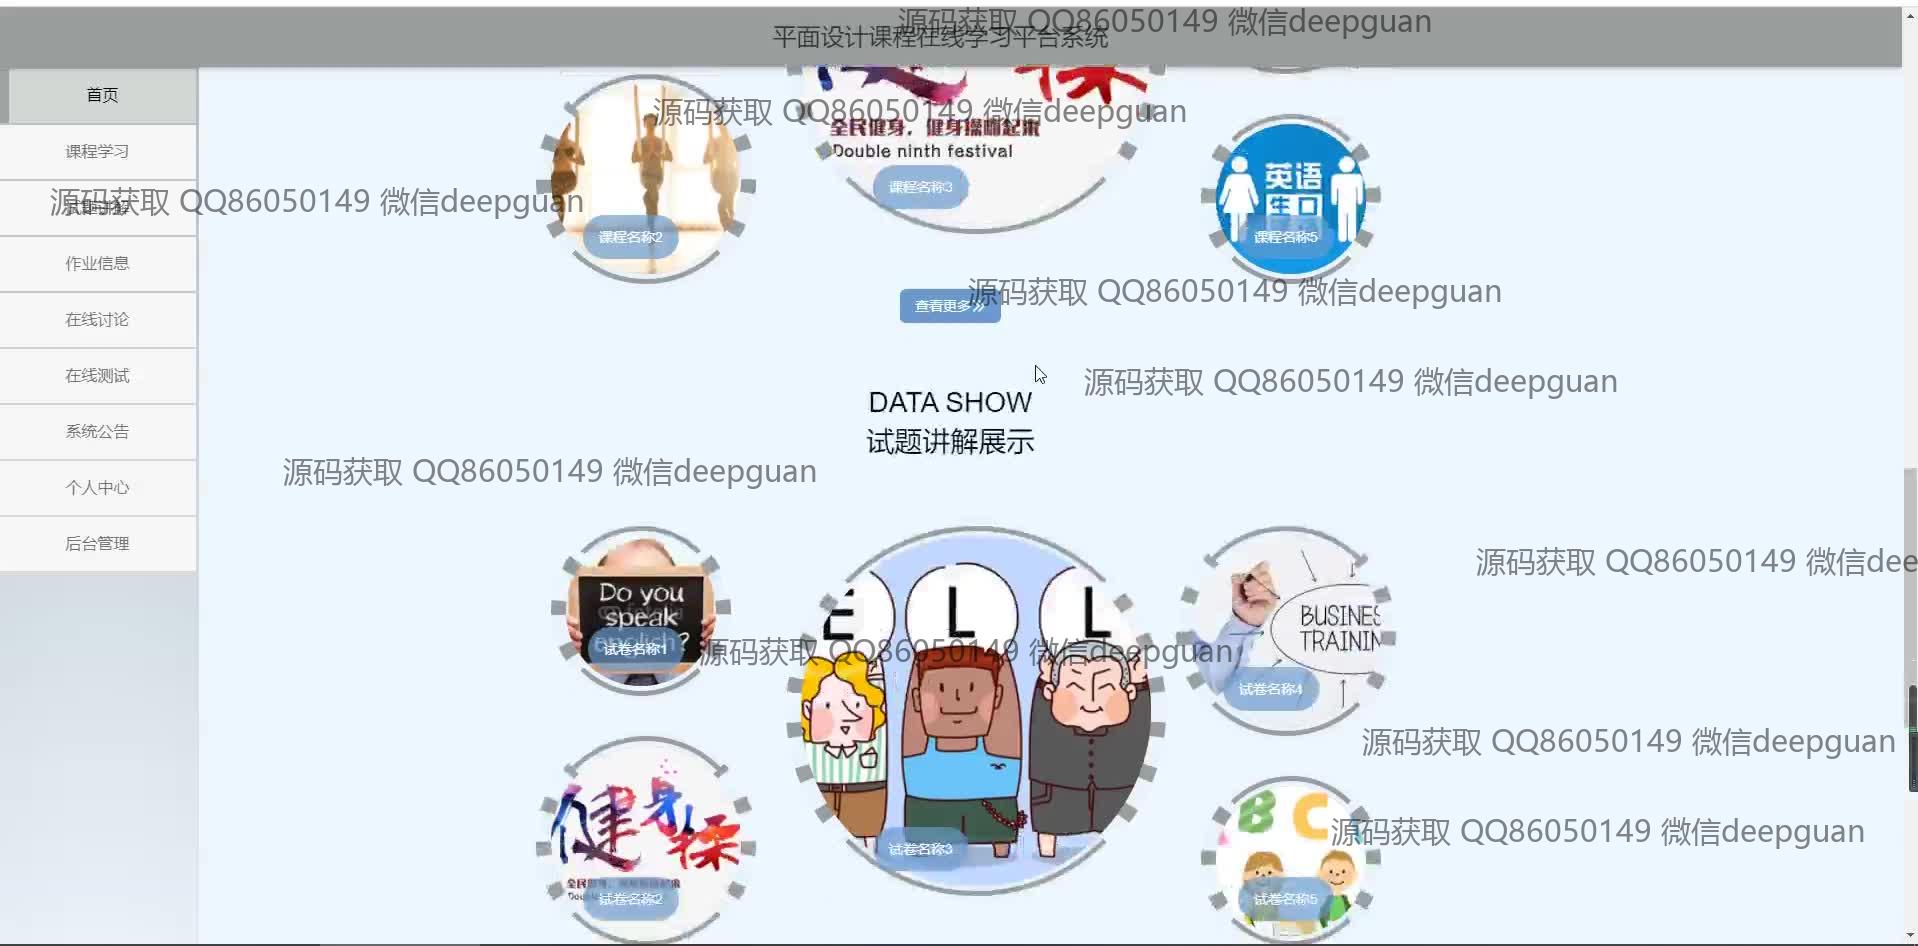 源码获取 QQ86050149 微信deepguan
平面设计课程在线学习平台系统
首页
课程学习
试题讲解
作业信息
在线讨论
在线测试
系统公告
个人中心
后台管理
源码获取 QQ86050149 微信deepguan
源码获取 QQ86050149 微信deepguan
全民健身，健身操嗨起来
Double ninth festival
课程名称3
课程名称2
英语
课程名称5
源码获取 QQ86050149 微信deepguan
查看更多
源码获取 QQ86050149 微信deepguan
DATA SHOW
试题讲解展示
源码获取 QQ86050149 微信deepguan
源码获取 QQ86050149 微信dee
Do you
speak
english?
试卷名称1
E L L
BUSINES
TRAININ
源码获取 QQ86050149 微信deepguan
试卷名称4
源码获取 QQ86050149 微信deepguan
健身操
试卷名称2
试卷名称3
B C
源码获取 QQ86050149 微信deepguan
试卷名称5